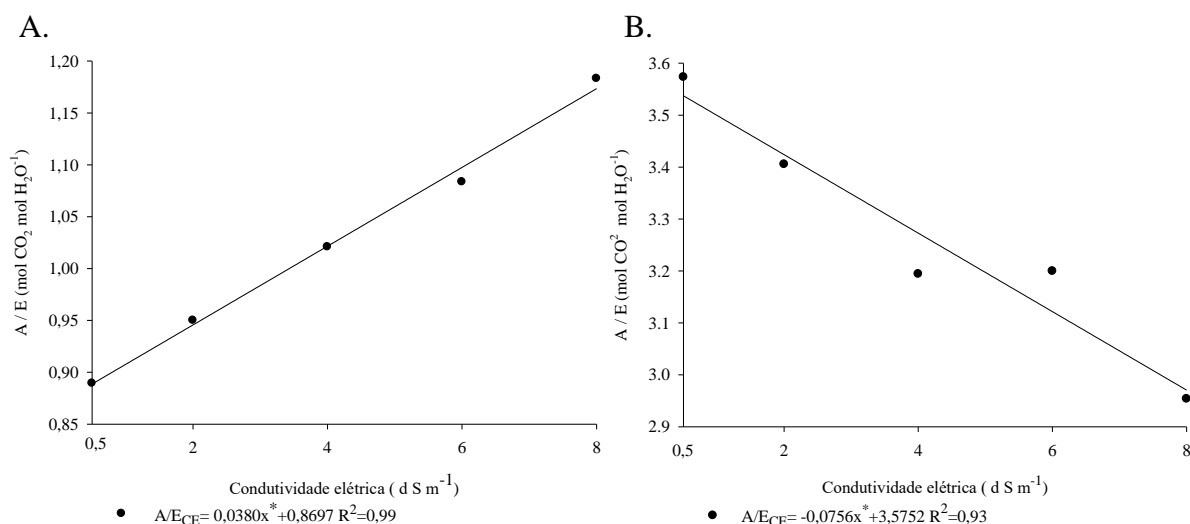 A.
1,20
1,15
1,10
1,05
1,00
0,95
0,90
0,85
0,5 2 4 6 8
A / E (mol CO₂ mol H₂O⁻¹)
Condutividade elétrica ( d S m⁻¹)
A/E_CE= 0,0380x*+0,8697 R²=0,99
B.
3.6
3.5
3.4
3.3
3.2
3.1
3.0
2.9
0,5 2 4 6 8
A / E (mol CO² mol H₂O⁻¹)
Condutividade elétrica ( d S m⁻¹)
A/E_CE= -0,0756x*+3,5752 R²=0,93